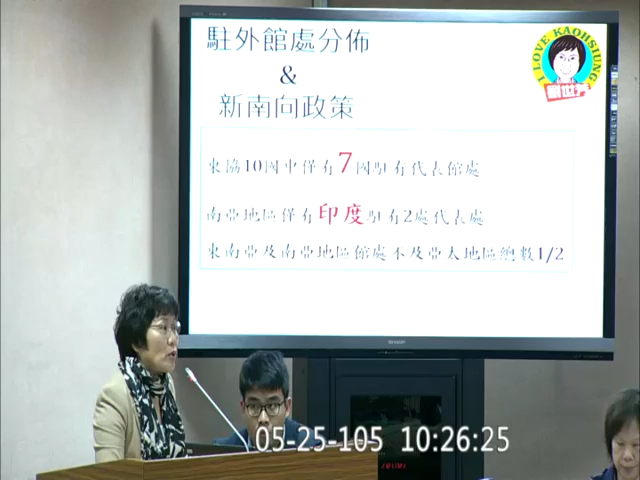 駐外館處分佈
&
新南向政策
I LOVE KAOHSIUNG
東協10國中僅有7國駐有代表館處
南亞地區僅有印度駐有2處代表處
東南亞及南亞地區館處不及亞太地區總數1/2
SHARP
05-25-105 10:26:25